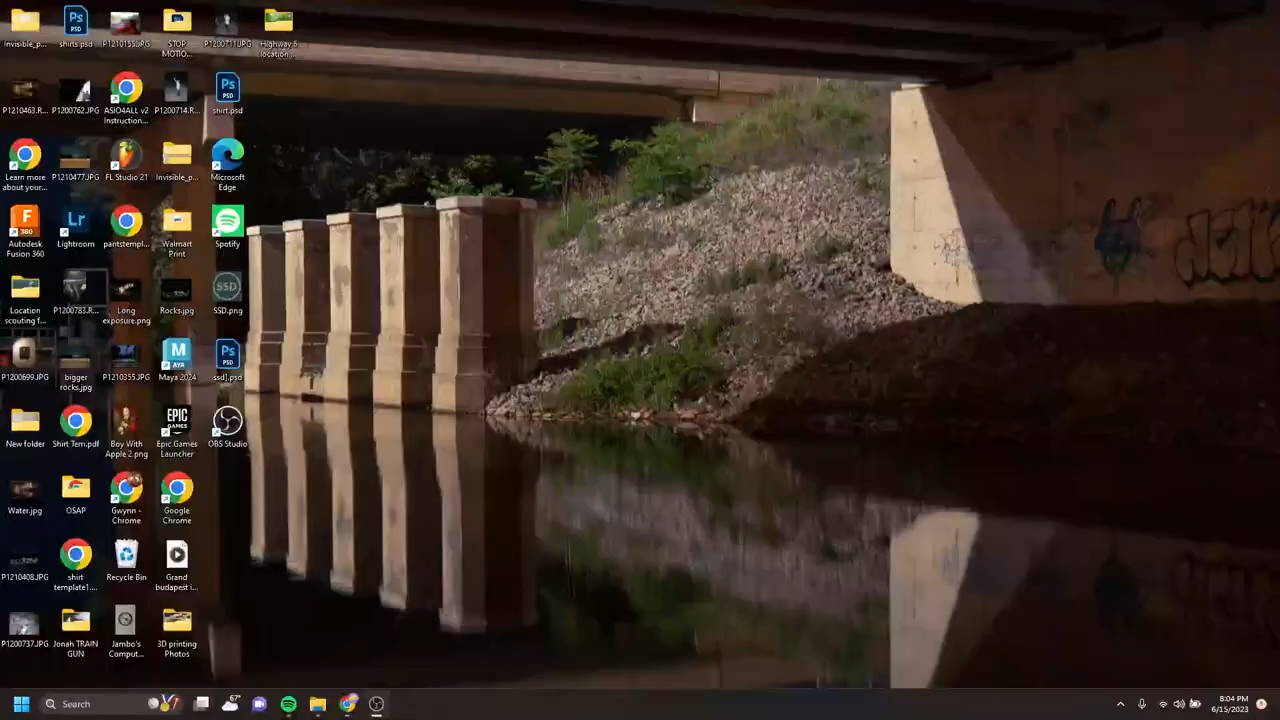 Invisible_p...
shirts.psd
P1210155.JPG
STOP
MOTIO...
P1200711.JPG
Highway 6
location...
P1210463.R...
P1200762.JPG
ASIO4ALL v2
Instruction...
P1200714.R...
shirt.psd
Learn more
about your...
P1210477.JPG
FL Studio 21
Invisible_p...
Microsoft
Edge
Autodesk
Fusion 360
Lightroom
pantstempl...
Walmart
Print
Spotify
Location
scouting f...
P1200783.R...
Long
exposure.png
Rocks.jpg
SSD
SSD.png
P1200699.JPG
bigger
rocks.jpg
P1210355.JPG
Maya 2024
ssd].psd
New folder
Shirt Tem.pdf
Boy With
Apple 2.png
Epic Games
Launcher
OBS Studio
Water.jpg
OSAP
Gwynn -
Chrome
Google
Chrome
P1210408.JPG
shirt
template1....
Recycle Bin
Grand
budapest i...
P1200737.JPG
Jonah TRAIN
GUN
Jambo's
Comput...
3D printing
Photos
Search
8:04 PM
6/15/2023